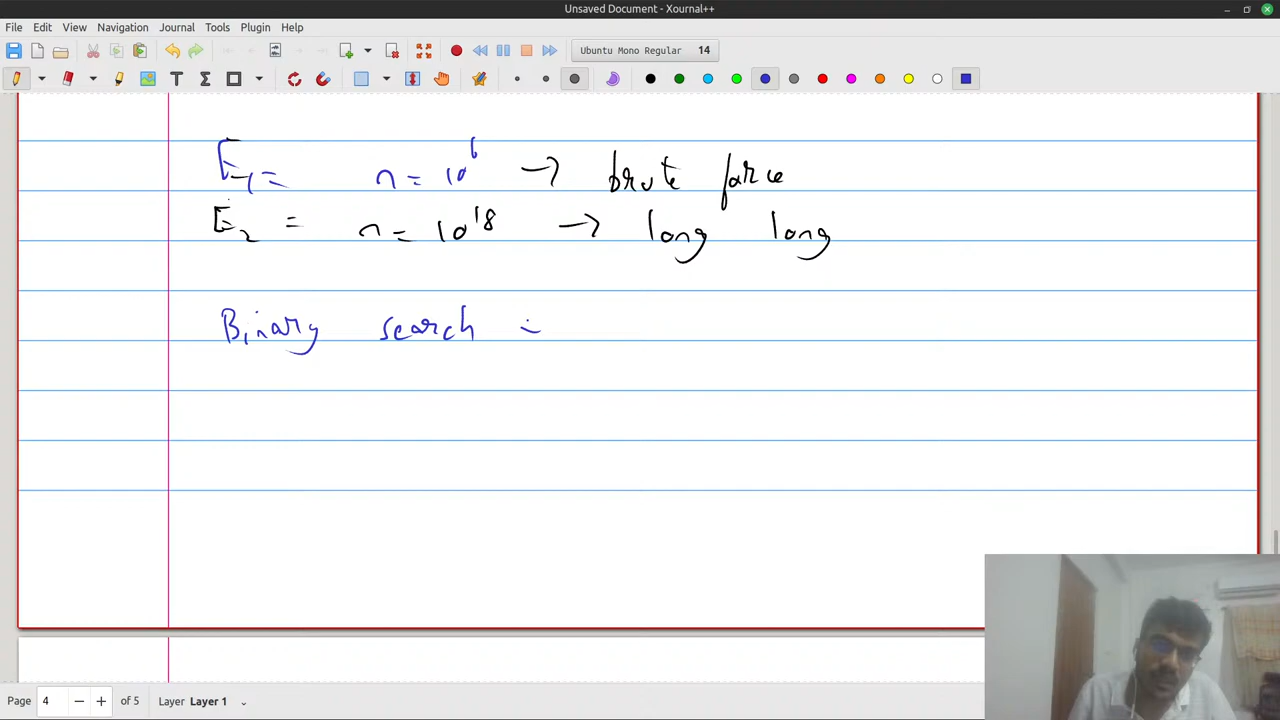 Unsaved Document - Xournal++
File Edit View Navigation Journal Tools Plugin Help
Ubuntu Mono Regular 14
E1 = n = 10^6 → brute force
E2 = n = 10^18 → long long
Binary search =
Page 4 of 5 Layer Layer 1